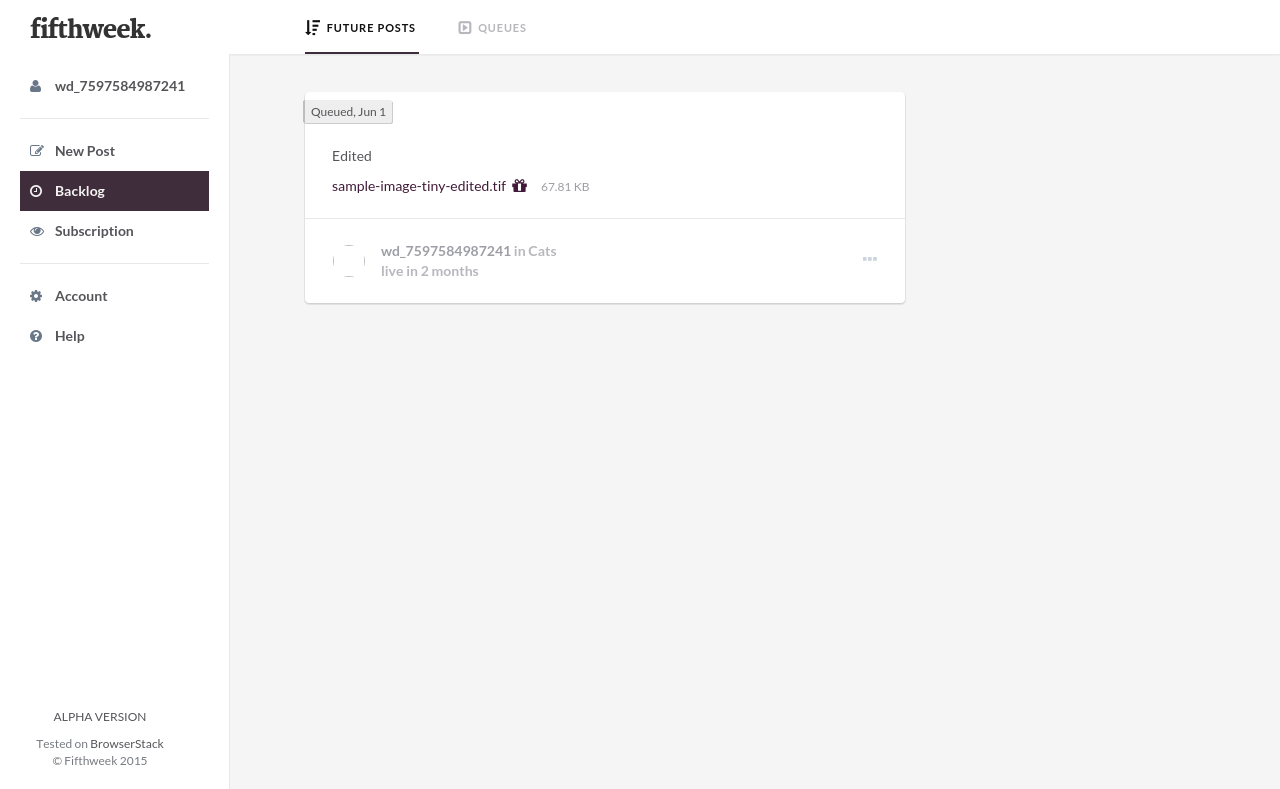 fifthweek.
FUTURE POSTS
QUEUES
wd_7597584987241
New Post
Backlog
Subscription
Account
Help
Queued, Jun 1
Edited
sample-image-tiny-edited.tif 67.81 KB
wd_7597584987241 in Cats
live in 2 months
ALPHA VERSION
Tested on BrowserStack
© Fifthweek 2015